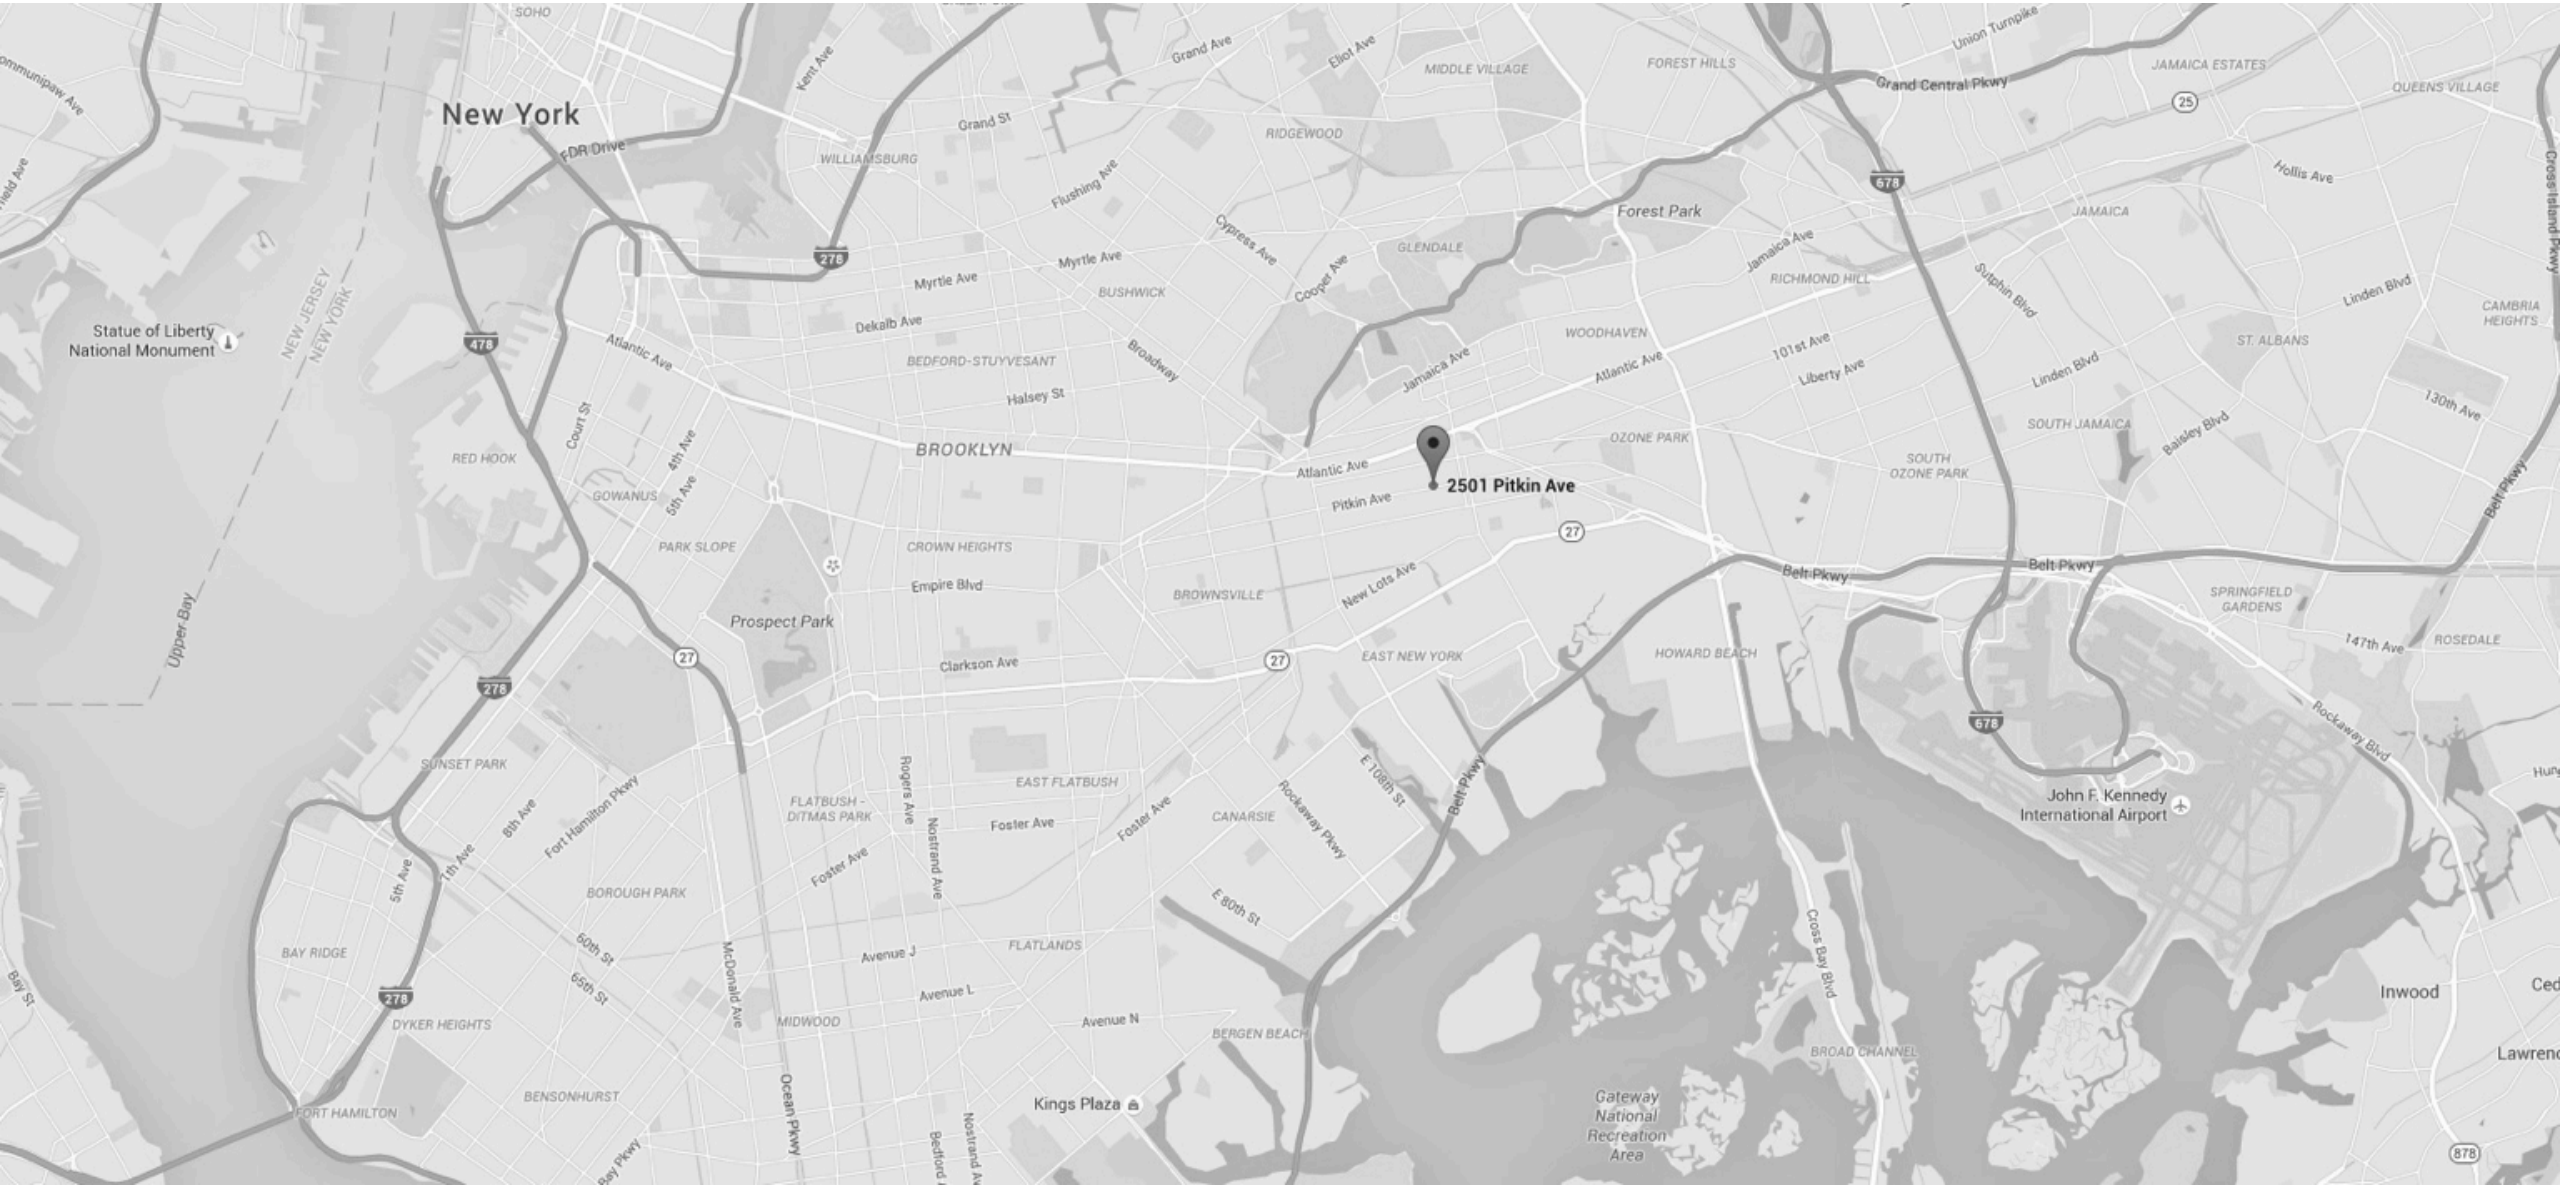 SOHO
Union Turnpike
Grand Ave
Eliot Ave
Kent Ave
MIDDLE VILLAGE
FOREST HILLS
JAMAICA ESTATES
Grand Central Pkwy
QUEENS VILLAGE
ommunipaw Ave
New York
25
Grand St
RIDGEWOOD
FDR Drive
WILLIAMSBURG
Flushing Ave
678
Hollis Ave
Cross Island Pkwy
Forest Park
JAMAICA
Cypress Ave
GLENDALE
Jamaica Ave
278
Myrtle Ave
Myrtle Ave
Cooper Ave
RICHMOND HILL
Sutphin Blvd
BUSHWICK
Linden Blvd
CAMBRIA
HEIGHTS
NEW JERSEY
NEW YORK
Statue of Liberty
National Monument
478
Dekalb Ave
WOODHAVEN
ST. ALBANS
Atlantic Ave
BEDFORD-STUYVESANT
Broadway
Jamaica Ave
Atlantic Ave
101st Ave
Liberty Ave
Linden Blvd
Halsey St
130th Ave
Court St
4th Ave
BROOKLYN
OZONE PARK
SOUTH JAMAICA
Baisley Blvd
RED HOOK
Atlantic Ave
SOUTH
OZONE PARK
GOWANUS
5th Ave
2501 Pitkin Ave
Pitkin Ave
Belt Pkwy
27
PARK SLOPE
CROWN HEIGHTS
Belt Pkwy
Belt Pkwy
Empire Blvd
New Lots Ave
BROWNSVILLE
SPRINGFIELD
GARDENS
Upper Bay
Prospect Park
147th Ave
ROSEDALE
27
Clarkson Ave
27
EAST NEW YORK
HOWARD BEACH
278
678
Rockaway Blvd
SUNSET PARK
Rogers Ave
EAST FLATBUSH
E 108th St
Belt Pkwy
John F. Kennedy
International Airport
FLATBUSH -
DITMAS PARK
8th Ave
Fort Hamilton Pkwy
Foster Ave
Foster Ave
CANARSIE
Rockaway Pkwy
5th Ave
7th Ave
Foster Ave
Nostrand Ave
BOROUGH PARK
E 80th St
BAY RIDGE
60th St
McDonald Ave
Avenue J
FLATLANDS
Cross Bay Blvd
Bay St
65th St
Avenue L
Inwood
Ced
278
DYKER HEIGHTS
MIDWOOD
Avenue N
BERGEN BEACH
BROAD CHANNEL
Lawrenc
BENSONHURST
Ocean Pkwy
Kings Plaza
Gateway
National
Recreation
Area
FORT HAMILTON
Bay Pkwy
Bedford A
Nostrand Av
878